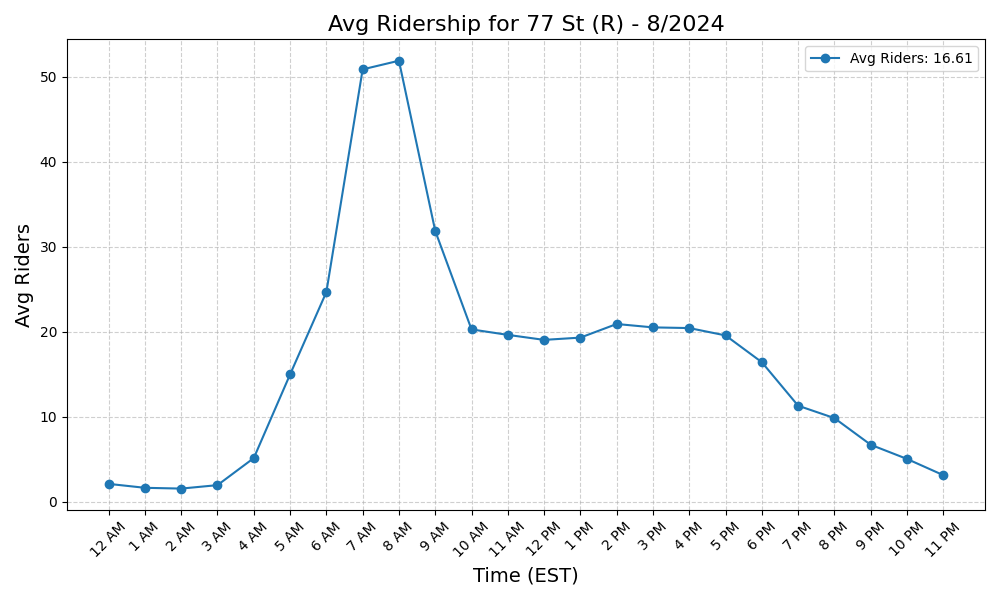 Avg Ridership for 77 St (R) - 8/2024
Avg Riders: 16.61
Avg Riders
50
40
30
20
10
0
12 AM
1 AM
2 AM
3 AM
4 AM
5 AM
6 AM
7 AM
8 AM
9 AM
10 AM
11 AM
12 PM
1 PM
2 PM
3 PM
4 PM
5 PM
6 PM
7 PM
8 PM
9 PM
10 PM
11 PM
Time (EST)